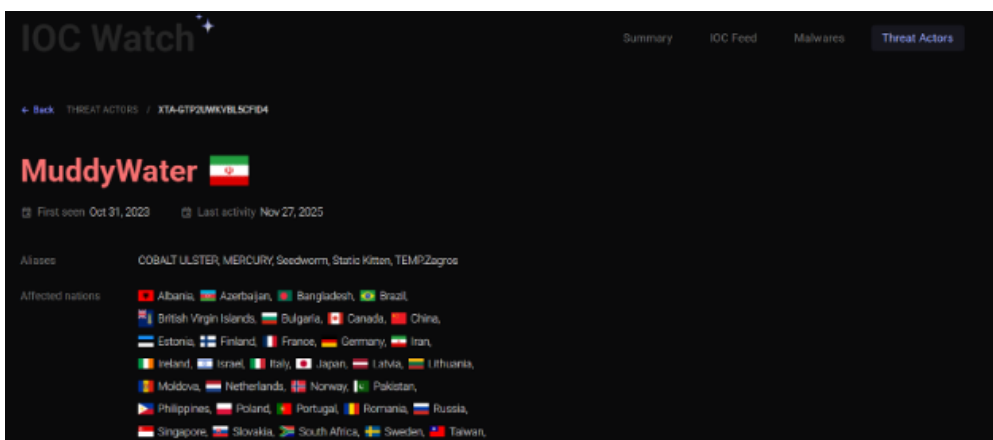 IOC Watch
Summary IOC Feed Malwares Threat Actors
← Back THREAT ACTORS / XTA-GTP2UWKVBL5CFID4
MuddyWater
First seen Oct 31, 2023 Last activity Nov 27, 2025
Aliases COBALT ULSTER, MERCURY, Seedworm, Static Kitten, TEMP.Zagros
Affected nations Albania, Azerbaijan, Bangladesh, Brazil,
British Virgin Islands, Bulgaria, Canada, China,
Estonia, Finland, France, Germany, Iran,
Ireland, Israel, Italy, Japan, Latvia, Lithuania,
Moldova, Netherlands, Norway, Pakistan,
Philippines, Poland, Portugal, Romania, Russia,
Singapore, Slovakia, South Africa, Sweden, Taiwan,